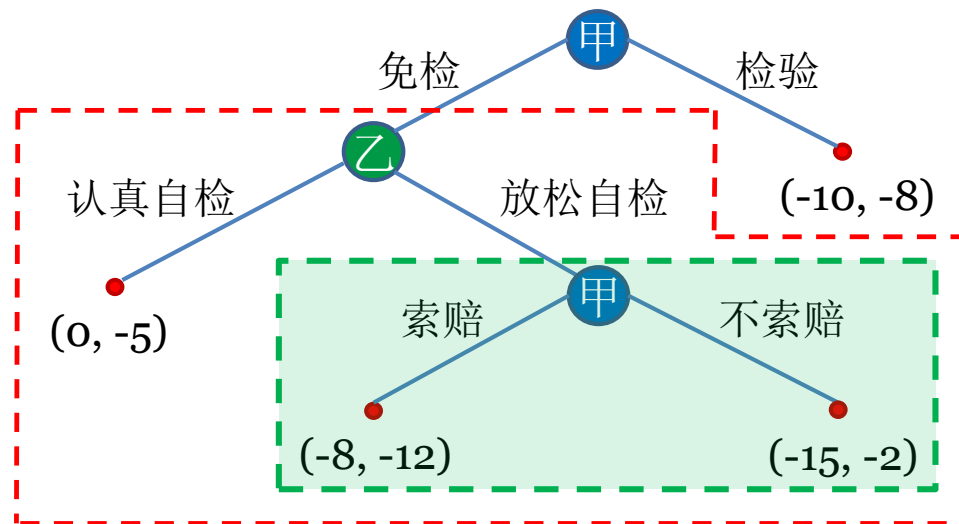 甲
免检
检验
乙
认真自检
放松自检
(-10, -8)
甲
(0, -5)
索赔
不索赔
(-8, -12)
(-15, -2)